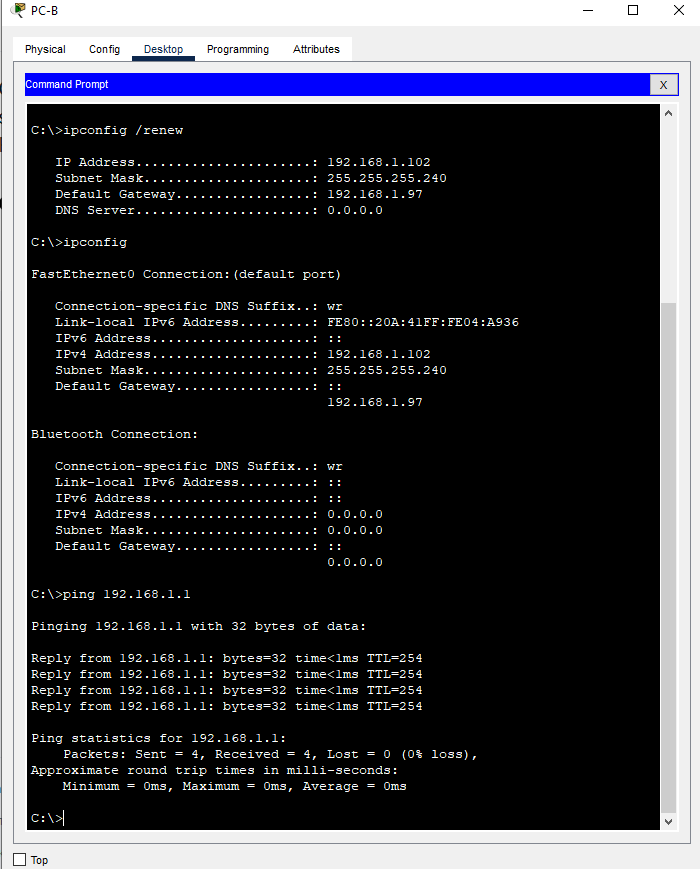 PC-B
Physical Config Desktop Programming Attributes
Command Prompt
X
C:\>ipconfig /renew
IP Address......................: 192.168.1.102
Subnet Mask.....................: 255.255.255.240
Default Gateway.................: 192.168.1.97
DNS Server......................: 0.0.0.0
C:\>ipconfig
FastEthernet0 Connection:(default port)
Connection-specific DNS Suffix..: wr
Link-local IPv6 Address.........: FE80::20A:41FF:FE04:A936
IPv6 Address....................: ::
IPv4 Address....................: 192.168.1.102
Subnet Mask.....................: 255.255.255.240
Default Gateway.................: ::
192.168.1.97
Bluetooth Connection:
Connection-specific DNS Suffix..: wr
Link-local IPv6 Address.........: ::
IPv6 Address....................: ::
IPv4 Address....................: 0.0.0.0
Subnet Mask.....................: 0.0.0.0
Default Gateway.................: ::
0.0.0.0
C:\>ping 192.168.1.1
Pinging 192.168.1.1 with 32 bytes of data:
Reply from 192.168.1.1: bytes=32 time<1ms TTL=254
Reply from 192.168.1.1: bytes=32 time<1ms TTL=254
Reply from 192.168.1.1: bytes=32 time<1ms TTL=254
Reply from 192.168.1.1: bytes=32 time<1ms TTL=254
Ping statistics for 192.168.1.1:
Packets: Sent = 4, Received = 4, Lost = 0 (0% loss),
Approximate round trip times in milli-seconds:
Minimum = 0ms, Maximum = 0ms, Average = 0ms
C:\>
Top